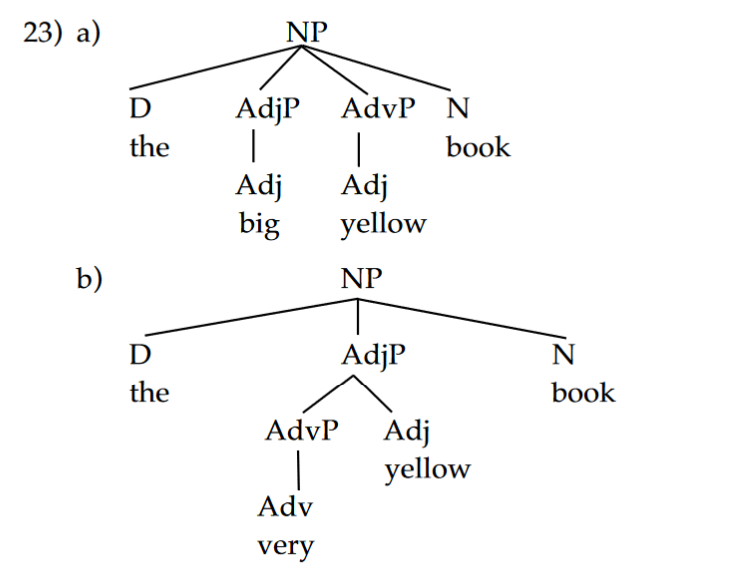 23) a) NP
D AdjP AdvP N
the book
Adj Adj
big yellow
b) NP
D AdjP N
the book
AdvP Adj
yellow
Adv
very